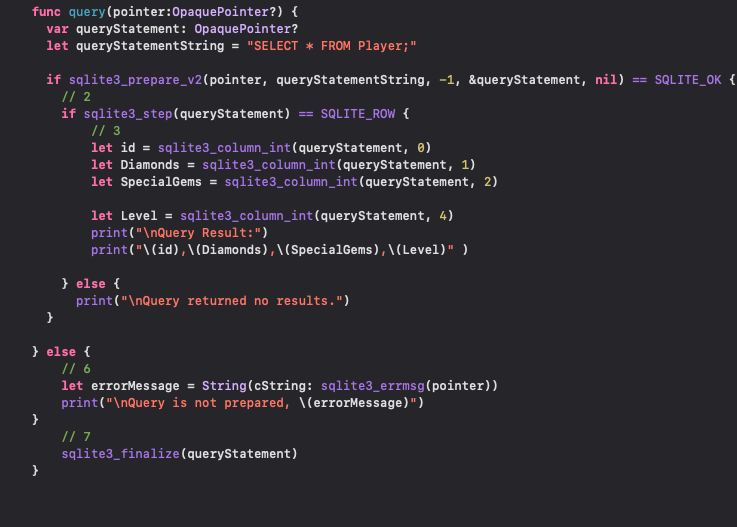 func query(pointer:OpaquePointer?) {
var queryStatement: OpaquePointer?
let queryStatementString = "SELECT * FROM Player;"
if sqlite3_prepare_v2(pointer, queryStatementString, -1, &queryStatement, nil) == SQLITE_OK {
// 2
if sqlite3_step(queryStatement) == SQLITE_ROW {
// 3
let id = sqlite3_column_int(queryStatement, 0)
let Diamonds = sqlite3_column_int(queryStatement, 1)
let SpecialGems = sqlite3_column_int(queryStatement, 2)
let Level = sqlite3_column_int(queryStatement, 4)
print("\nQuery Result:")
print("\(id),\(Diamonds),\(SpecialGems),\(Level)" )
} else {
print("\nQuery returned no results.")
}
} else {
// 6
let errorMessage = String(cString: sqlite3_errmsg(pointer))
print("\nQuery is not prepared, \(errorMessage)")
}
// 7
sqlite3_finalize(queryStatement)
}